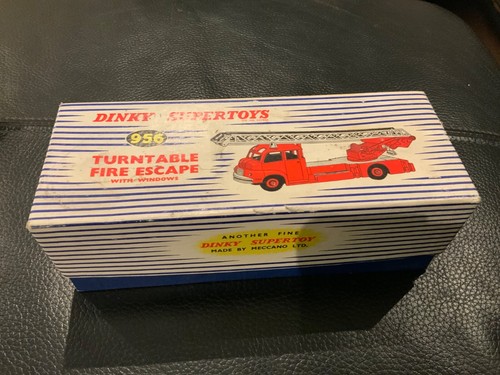 DINKY SUPERTOYS
956
TURNTABLE
FIRE ESCAPE
WITH WINDOWS
ANOTHER FINE
DINKY SUPERTOY
MADE BY MECCANO LTD.